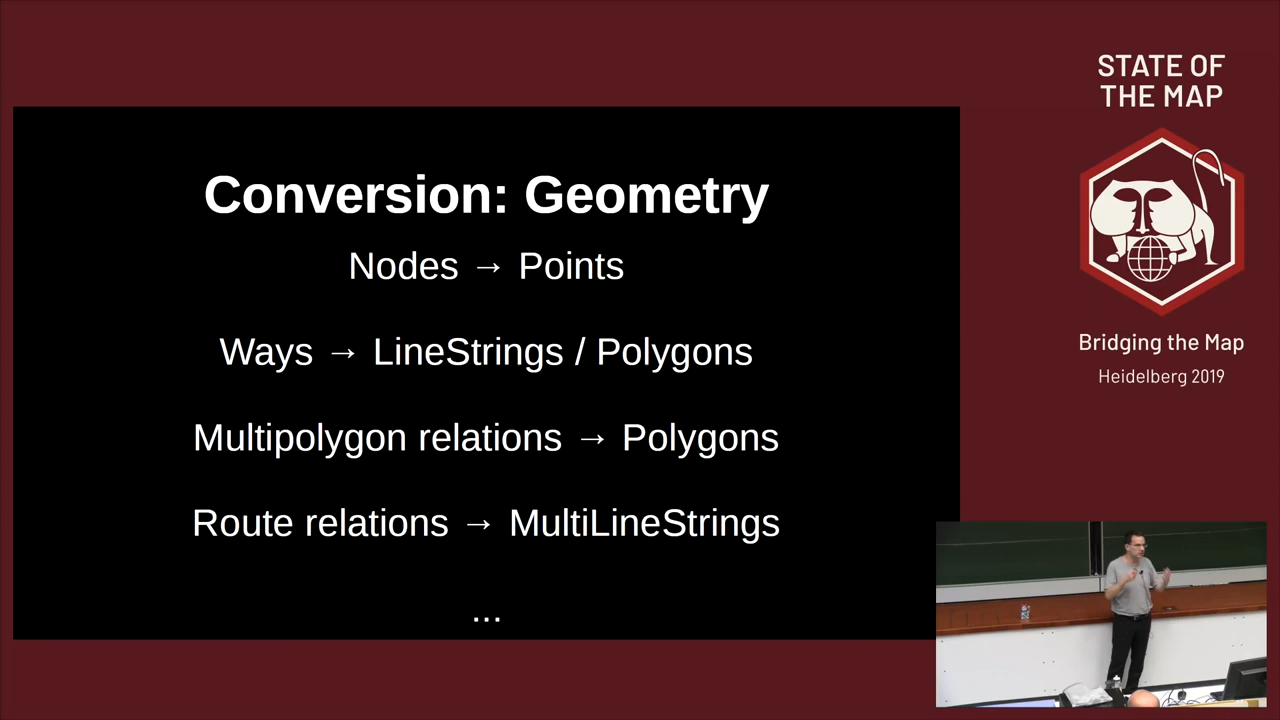 Conversion: Geometry
Nodes → Points
Ways → LineStrings / Polygons
Multipolygon relations → Polygons
Route relations → MultiLineStrings
...
STATE OF
THE MAP
Bridging the Map
Heidelberg 2019